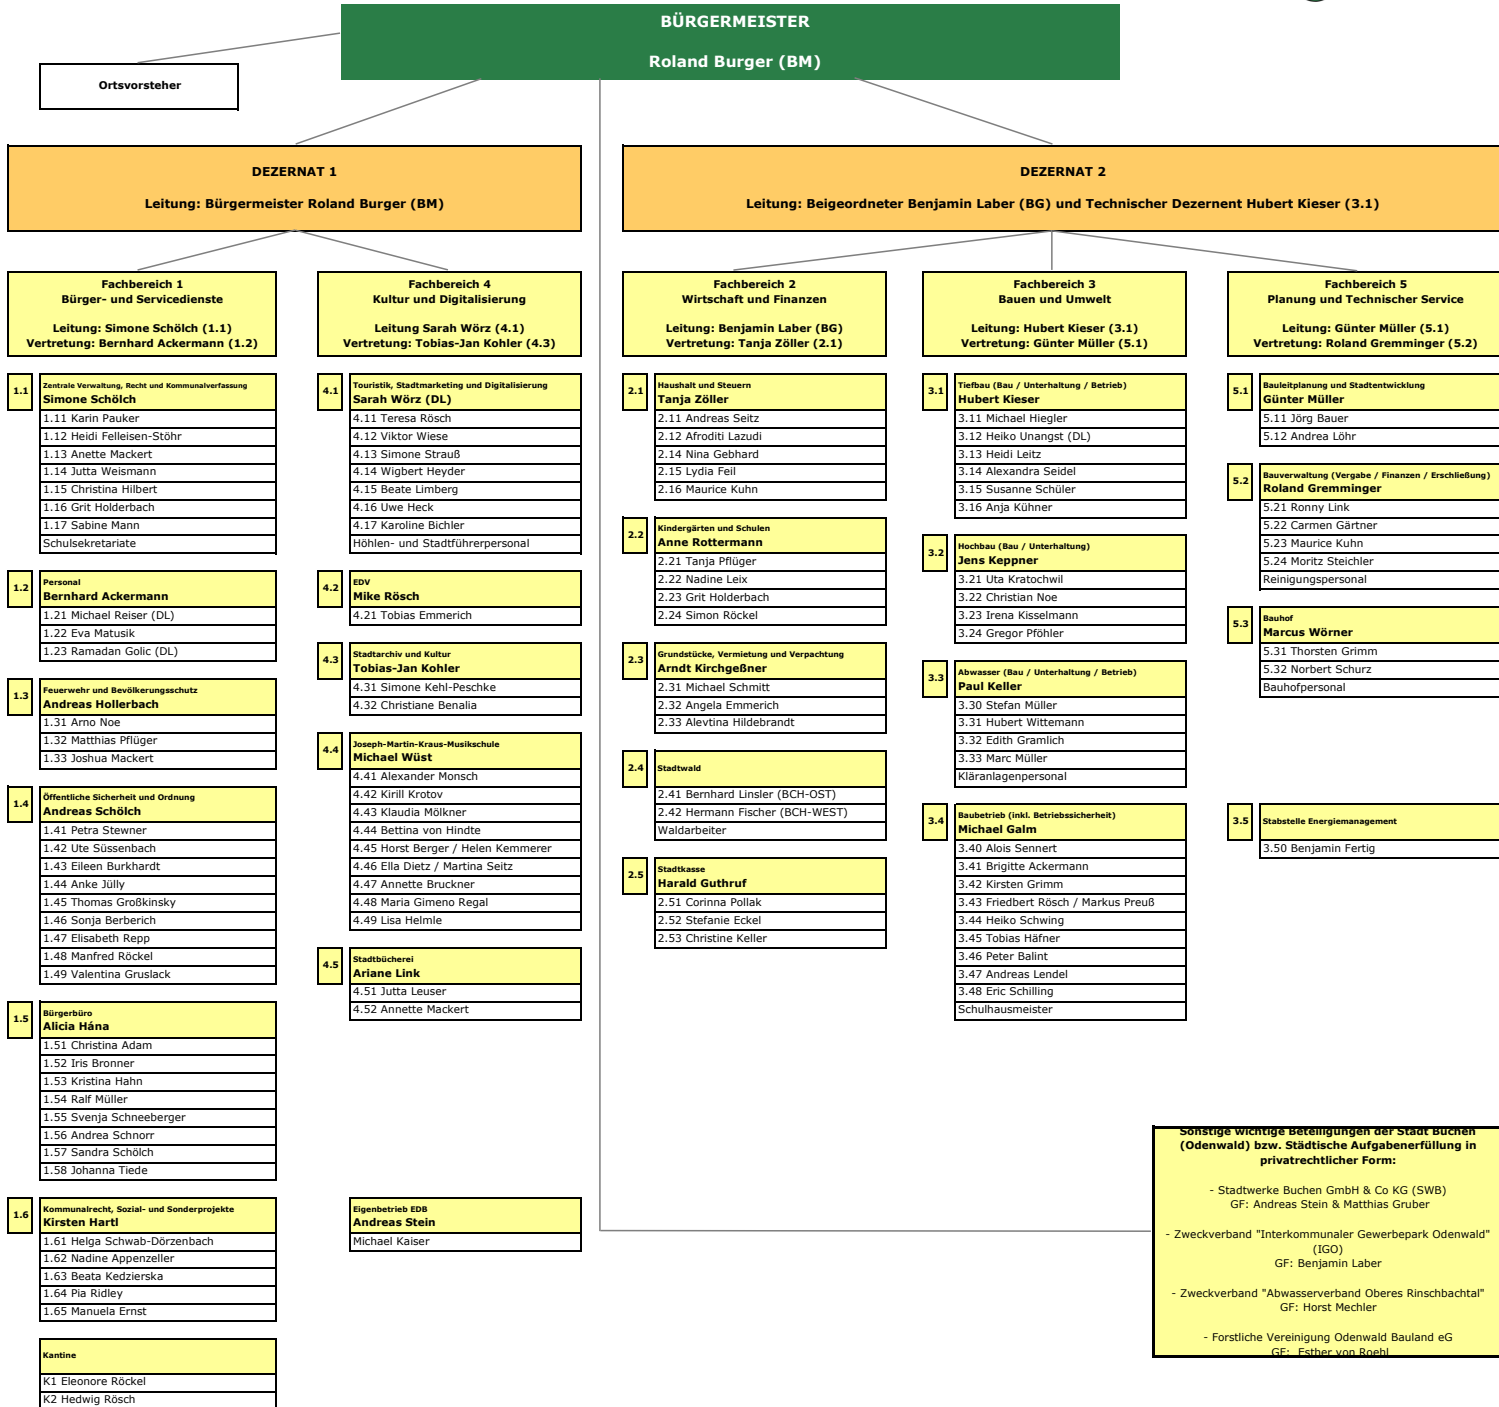 BÜRGERMEISTER
Roland Burger (BM)
Ortsvorsteher
DEZERNAT 1
Leitung: Bürgermeister Roland Burger (BM)
DEZERNAT 2
Leitung: Beigeordneter Benjamin Laber (BG) und Technischer Dezernent Hubert Kieser (3.1)
Fachbereich 1
Bürger- und Servicedienste
Leitung: Simone Schölch (1.1)
Vertretung: Bernhard Ackermann (1.2)
1.1
Zentrale Verwaltung, Recht und Kommunalverfassung
Simone Schölch
1.11 Karin Pauker
1.12 Heidi Felleisen-Stöhr
1.13 Anette Mackert
1.14 Jutta Weismann
1.15 Christina Hilbert
1.16 Grit Holderbach
1.17 Sabine Mann
Schulsekretariate
1.2
Personal
Bernhard Ackermann
1.21 Michael Reiser (DL)
1.22 Eva Matusik
1.23 Ramadan Golic (DL)
1.3
Feuerwehr und Bevölkerungsschutz
Andreas Hollerbach
1.31 Arno Noe
1.32 Matthias Pflüger
1.33 Joshua Mackert
1.4
Öffentliche Sicherheit und Ordnung
Andreas Schölch
1.41 Petra Stewner
1.42 Ute Süssenbach
1.43 Eileen Burkhardt
1.44 Anke Jülly
1.45 Thomas Großkinsky
1.46 Sonja Berberich
1.47 Elisabeth Repp
1.48 Manfred Röckel
1.49 Valentina Gruslack
1.5
Bürgerbüro
Alicia Hána
1.51 Christina Adam
1.52 Iris Bronner
1.53 Kristina Hahn
1.54 Ralf Müller
1.55 Svenja Schneeberger
1.56 Andrea Schnorr
1.57 Sandra Schölch
1.58 Johanna Tiede
1.6
Kommunalrecht, Sozial- und Sonderprojekte
Kirsten Hartl
1.61 Helga Schwab-Dörzenbach
1.62 Nadine Appenzeller
1.63 Beata Kedzierska
1.64 Pia Ridley
1.65 Manuela Ernst
Kantine
K1 Eleonore Röckel
K2 Hedwig Rösch
Fachbereich 4
Kultur und Digitalisierung
Leitung Sarah Wörz (4.1)
Vertretung: Tobias-Jan Kohler (4.3)
4.1
Touristik, Stadtmarketing und Digitalisierung
Sarah Wörz (DL)
4.11 Teresa Rösch
4.12 Viktor Wiese
4.13 Simone Strauß
4.14 Wigbert Heyder
4.15 Beate Limberg
4.16 Uwe Heck
4.17 Karoline Bichler
Höhlen- und Stadtführerpersonal
4.2
EDV
Mike Rösch
4.21 Tobias Emmerich
4.3
Stadtarchiv und Kultur
Tobias-Jan Kohler
4.31 Simone Kehl-Peschke
4.32 Christiane Benalia
4.4
Joseph-Martin-Kraus-Musikschule
Michael Wüst
4.41 Alexander Monsch
4.42 Kirill Krotov
4.43 Klaudia Mölkner
4.44 Bettina von Hindte
4.45 Horst Berger / Helen Kemmerer
4.46 Ella Dietz / Martina Seitz
4.47 Annette Bruckner
4.48 Maria Gimeno Regal
4.49 Lisa Helmle
4.5
Stadtbücherei
Ariane Link
4.51 Jutta Leuser
4.52 Annette Mackert
Eigenbetrieb EDB
Andreas Stein
Michael Kaiser
Fachbereich 2
Wirtschaft und Finanzen
Leitung: Benjamin Laber (BG)
Vertretung: Tanja Zöller (2.1)
2.1
Haushalt und Steuern
Tanja Zöller
2.11 Andreas Seitz
2.12 Afroditi Lazudi
2.14 Nina Gebhard
2.15 Lydia Feil
2.16 Maurice Kuhn
2.2
Kindergärten und Schulen
Anne Rottermann
2.21 Tanja Pflüger
2.22 Nadine Leix
2.23 Grit Holderbach
2.24 Simon Röckel
2.3
Grundstücke, Vermietung und Verpachtung
Arndt Kirchgeßner
2.31 Michael Schmitt
2.32 Angela Emmerich
2.33 Alevtina Hildebrandt
2.4
Stadtwald
2.41 Bernhard Linsler (BCH-OST)
2.42 Hermann Fischer (BCH-WEST)
Waldarbeiter
2.5
Stadtkasse
Harald Guthruf
2.51 Corinna Pollak
2.52 Stefanie Eckel
2.53 Christine Keller
Fachbereich 3
Bauen und Umwelt
Leitung: Hubert Kieser (3.1)
Vertretung: Günter Müller (5.1)
3.1
Tiefbau (Bau / Unterhaltung / Betrieb)
Hubert Kieser
3.11 Michael Hiegler
3.12 Heiko Unangst (DL)
3.13 Heidi Leitz
3.14 Alexandra Seidel
3.15 Susanne Schüler
3.16 Anja Kühner
3.2
Hochbau (Bau / Unterhaltung)
Jens Keppner
3.21 Uta Kratochwil
3.22 Christian Noe
3.23 Irena Kisselmann
3.24 Gregor Pföhler
3.3
Abwasser (Bau / Unterhaltung / Betrieb)
Paul Keller
3.30 Stefan Müller
3.31 Hubert Wittemann
3.32 Edith Gramlich
3.33 Marc Müller
Kläranlagenpersonal
3.4
Baubetrieb (inkl. Betriebssicherheit)
Michael Galm
3.40 Alois Sennert
3.41 Brigitte Ackermann
3.42 Kirsten Grimm
3.43 Friedbert Rösch / Markus Preuß
3.44 Heiko Schwing
3.45 Tobias Häfner
3.46 Peter Balint
3.47 Andreas Lendel
3.48 Eric Schilling
Schulhausmeister
Fachbereich 5
Planung und Technischer Service
Leitung: Günter Müller (5.1)
Vertretung: Roland Gremminger (5.2)
5.1
Bauleitplanung und Stadtentwicklung
Günter Müller
5.11 Jörg Bauer
5.12 Andrea Löhr
5.2
Bauverwaltung (Vergabe / Finanzen / Erschließung)
Roland Gremminger
5.21 Ronny Link
5.22 Carmen Gärtner
5.23 Maurice Kuhn
5.24 Moritz Steichler
Reinigungspersonal
5.3
Bauhof
Marcus Wörner
5.31 Thorsten Grimm
5.32 Norbert Schurz
Bauhofpersonal
3.5
Stabstelle Energiemanagement
3.50 Benjamin Fertig
Sonstige wichtige Beteiligungen der Stadt Buchen
(Odenwald) bzw. Städtische Aufgabenerfüllung in
privatrechtlicher Form:
- Stadtwerke Buchen GmbH & Co KG (SWB)
GF: Andreas Stein & Matthias Gruber
- Zweckverband "Interkommunaler Gewerbepark Odenwald"
(IGO)
GF: Benjamin Laber
- Zweckverband "Abwasserverband Oberes Rinschbachtal"
GF: Horst Mechler
- Forstliche Vereinigung Odenwald Bauland eG
GF: Esther von Roehl